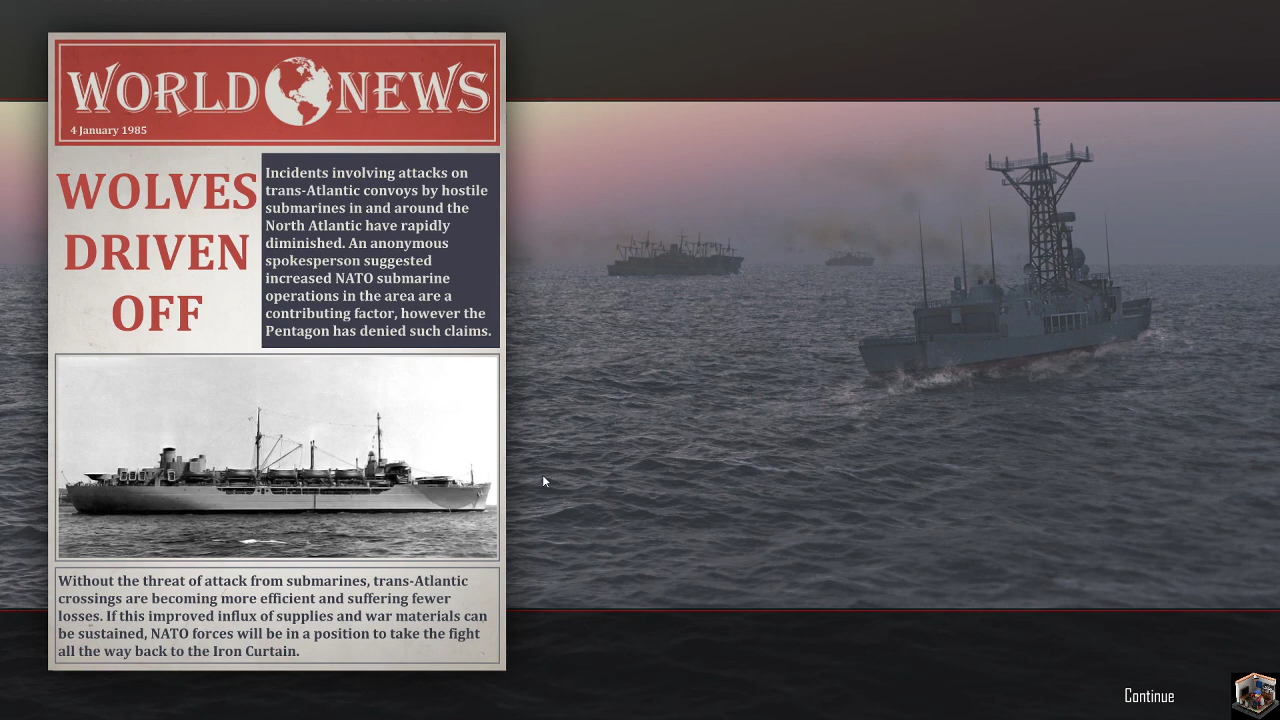 WORLD NEWS
4 January 1985
WOLVES
DRIVEN
OFF
Incidents involving attacks on
trans-Atlantic convoys by hostile
submarines in and around the
North Atlantic have rapidly
diminished. An anonymous
spokesperson suggested
increased NATO submarine
operations in the area are a
contributing factor, however the
Pentagon has denied such claims.
Without the threat of attack from submarines, trans-Atlantic
crossings are becoming more efficient and suffering fewer
losses. If this improved influx of supplies and war materials can
be sustained, NATO forces will be in a position to take the fight
all the way back to the Iron Curtain.
Continue